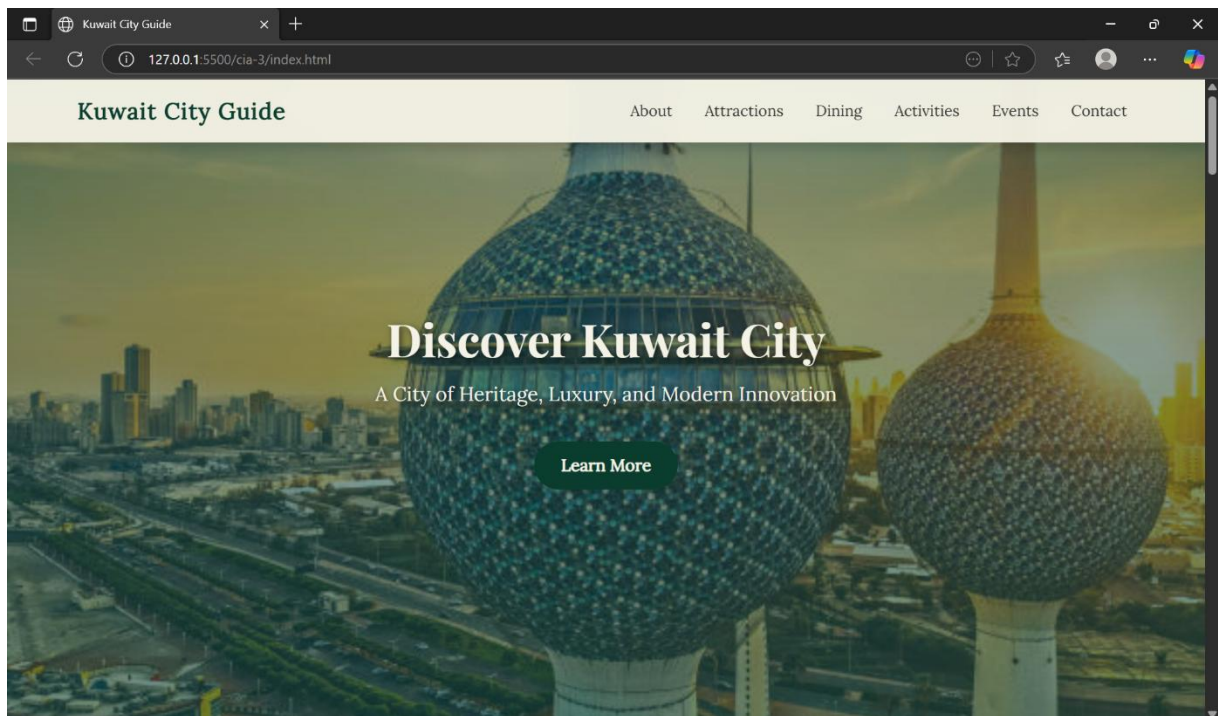 Kuwait City Guide
127.0.0.1:5500/cia-3/index.html
Kuwait City Guide
About Attractions Dining Activities Events Contact
Discover Kuwait City
A City of Heritage, Luxury, and Modern Innovation
Learn More